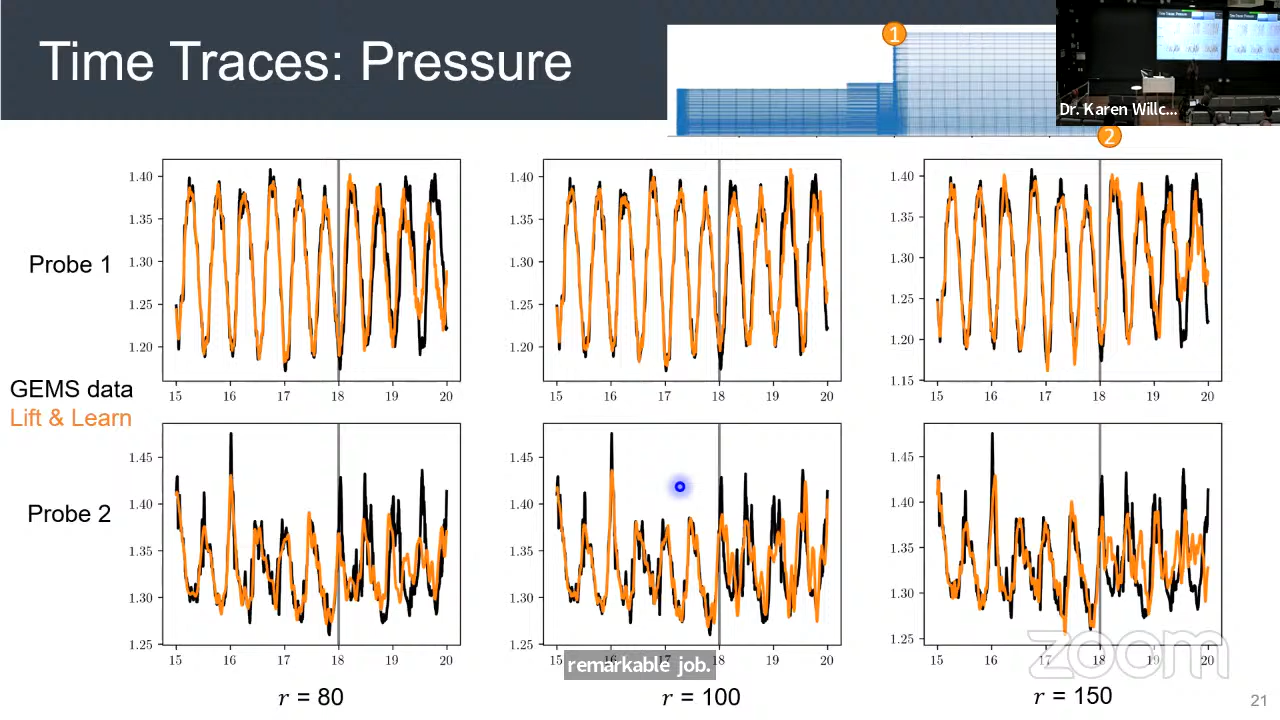 Time Traces: Pressure
1
2
Dr. Karen Willc...
Probe 1
1.40
1.35
1.30
1.25
1.20
15 16 17 18 19 20
1.40
1.35
1.30
1.25
1.20
15 16 17 18 19 20
1.40
1.35
1.30
1.25
1.20
1.15
15 16 17 18 19 20
GEMS data
Lift & Learn
Probe 2
1.45
1.40
1.35
1.30
1.25
15 16 17 18 19 20
1.45
1.40
1.35
1.30
1.25
15 16 17 18 19 20
1.45
1.40
1.35
1.30
1.25
15 16 17 18 19 20
remarkable job.
zoom
r = 80
r = 100
r = 150
21